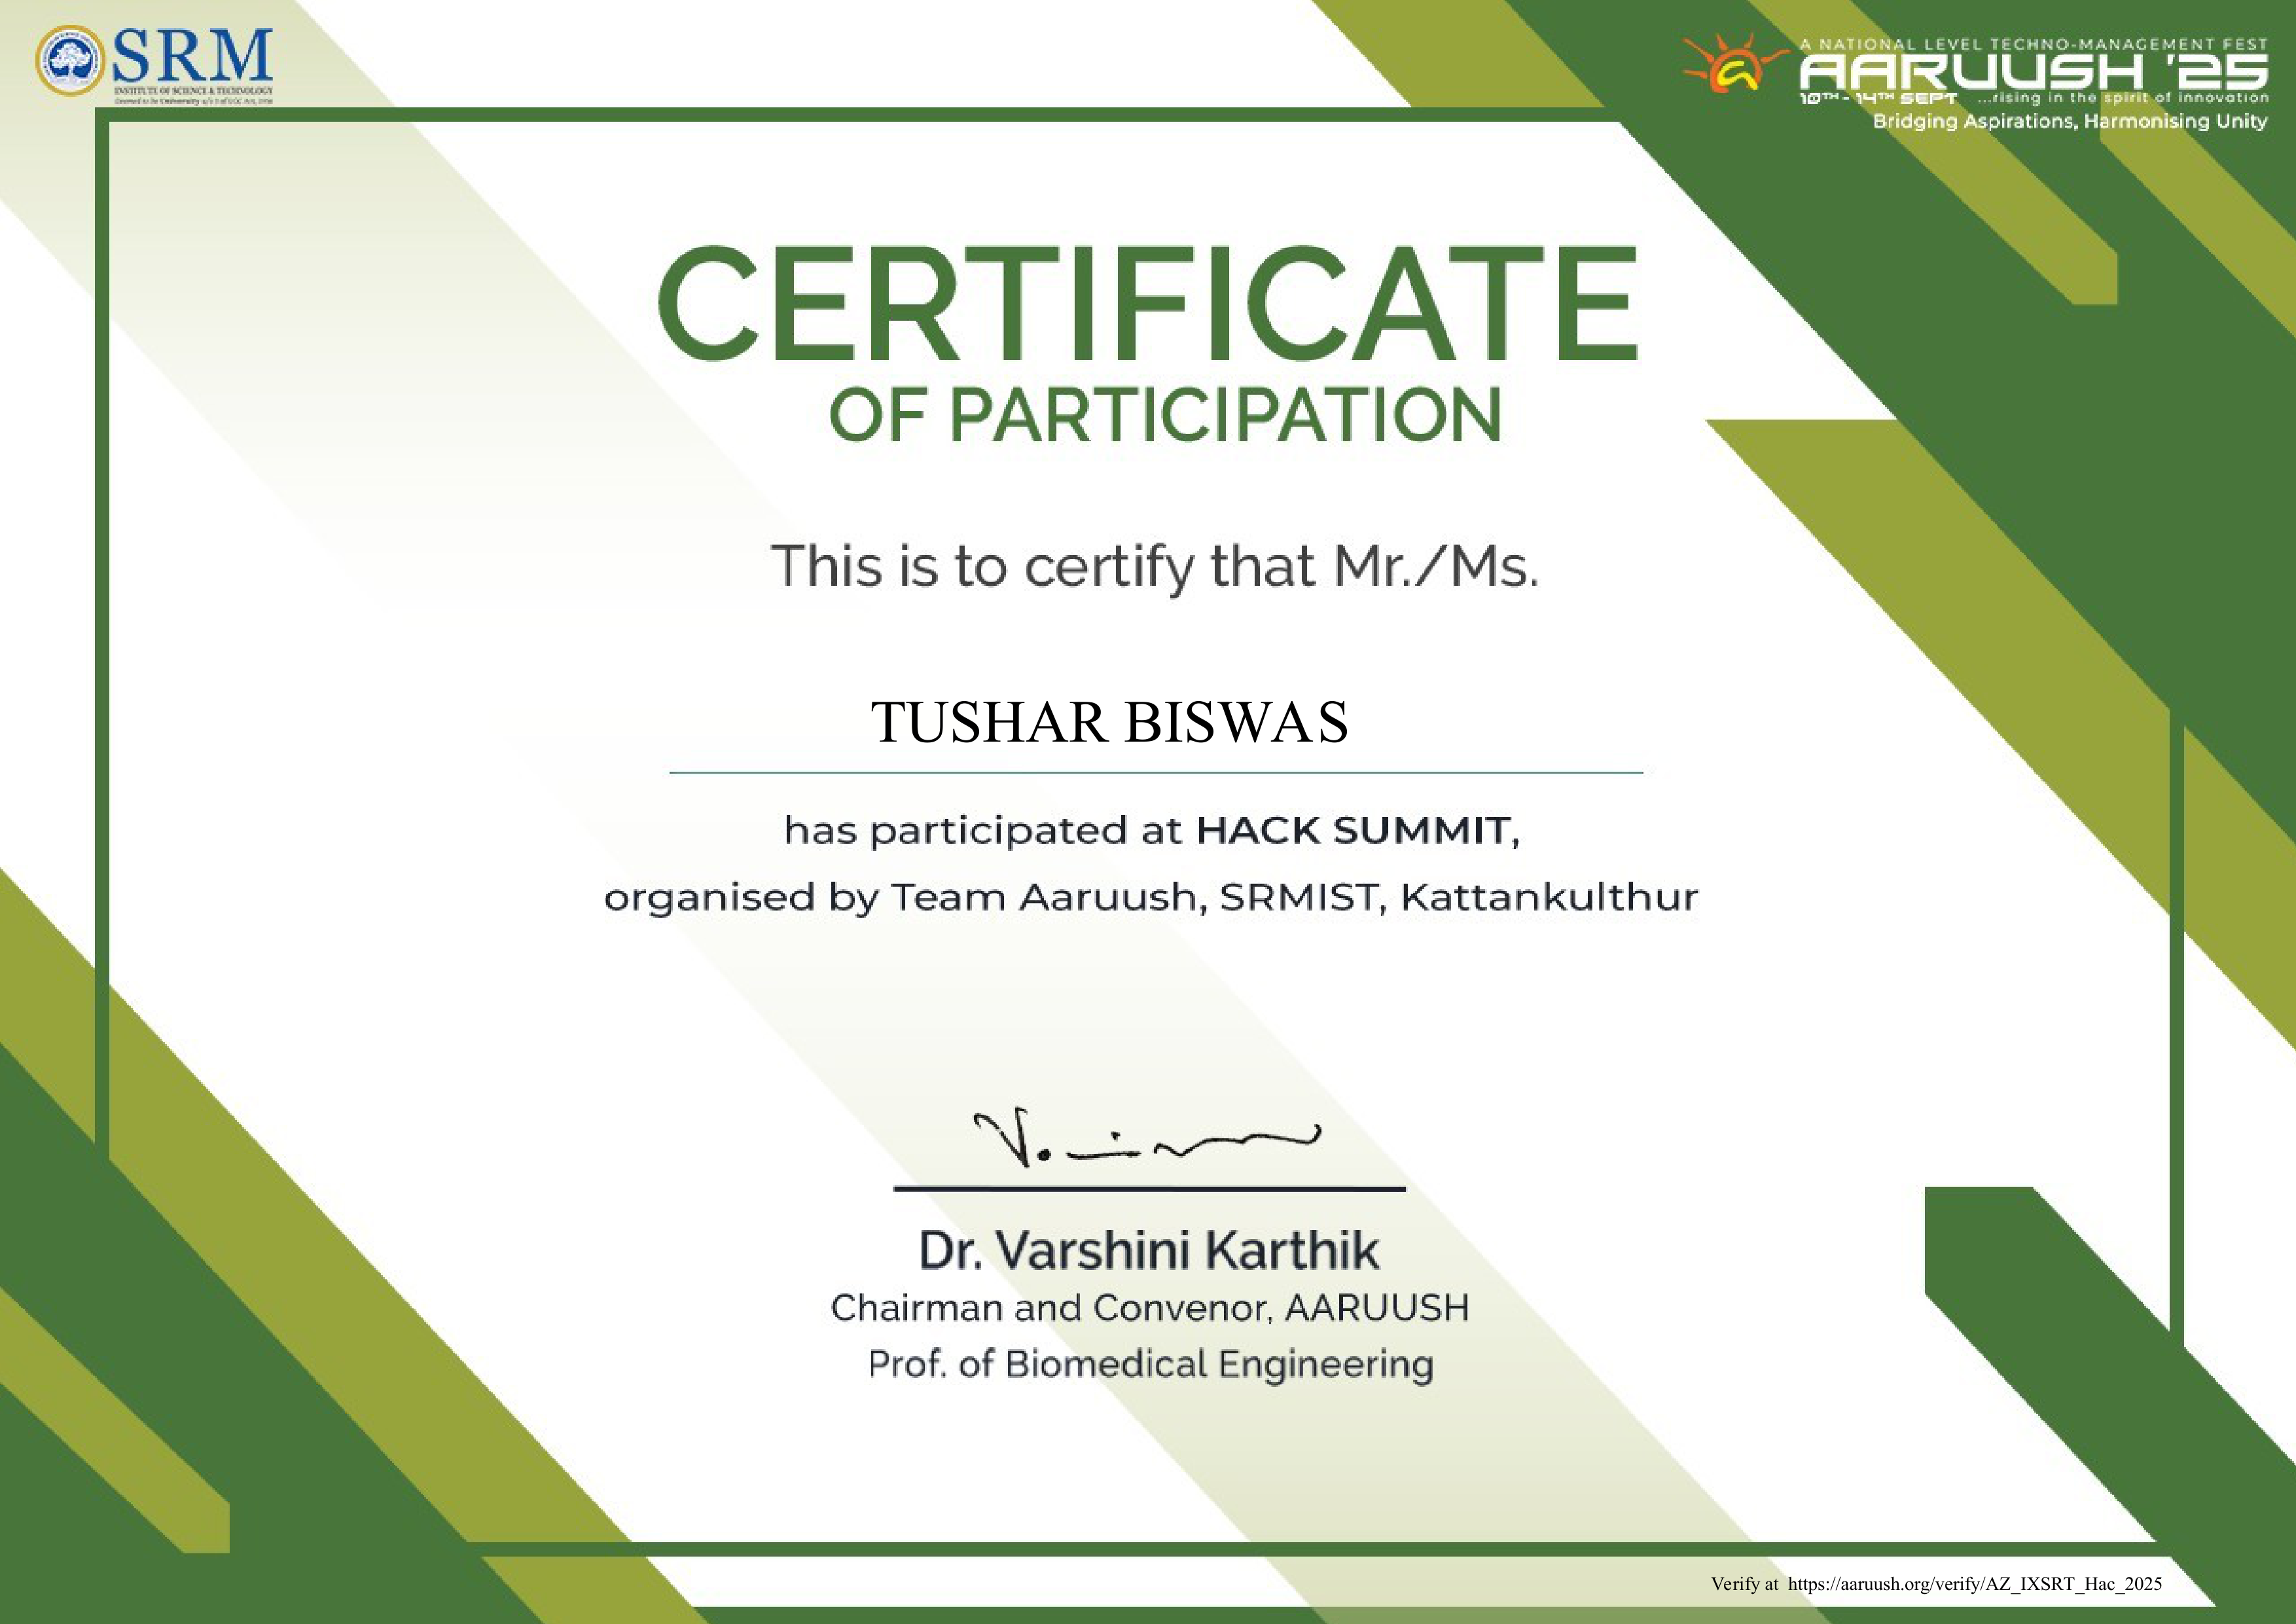 SRM
INSTITUTE OF SCIENCE & TECHNOLOGY
Deemed to be University u/s 3 of UGC Act, 1956
A NATIONAL LEVEL TECHNO-MANAGEMENT FEST
AARUUSH '25
10TH - 14TH SEPT ...rising in the spirit of innovation
Bridging Aspirations, Harmonising Unity
CERTIFICATE
OF PARTICIPATION
This is to certify that Mr./Ms.
TUSHAR BISWAS
has participated at HACK SUMMIT,
organised by Team Aaruush, SRMIST, Kattankulthur
Dr. Varshini Karthik
Chairman and Convenor, AARUUSH
Prof. of Biomedical Engineering
Verify at https://aaruush.org/verify/AZ_IXSRT_Hac_2025